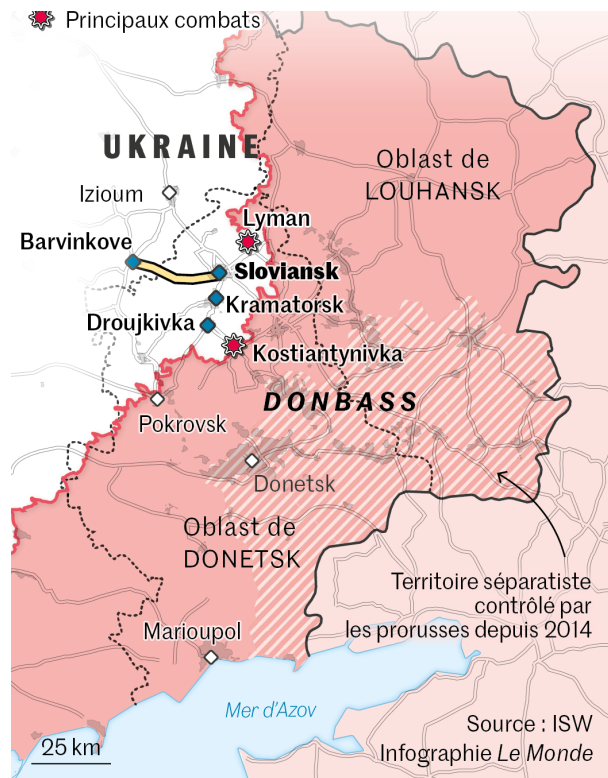 Principaux combats
UKRAINE
Oblast de
LOUHANSK
Izioum
Lyman
Barvinkove
Sloviansk
Kramatorsk
Droujkivka
Kostiantynivka
DONBASS
Pokrovsk
Donetsk
Oblast de
DONETSK
Territoire séparatiste
contrôlé par
les prorusses depuis 2014
Marioupol
Mer d'Azov
25 km
Source : ISW
Infographie Le Monde